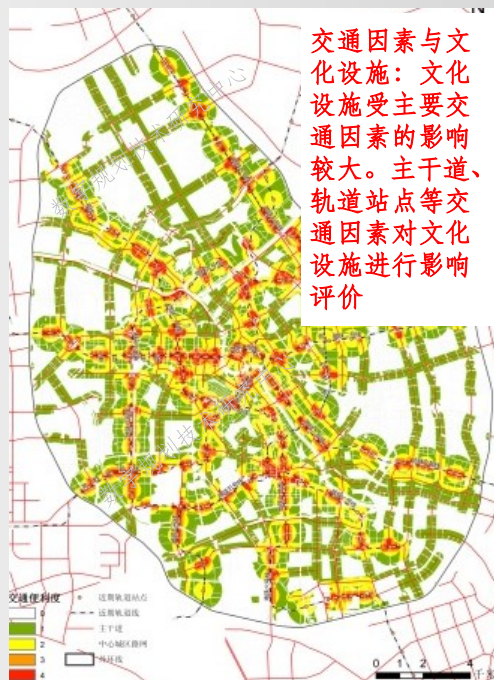 N
交通因素与文
化设施：文化
设施受主要交
通因素的影响
较大。主干道、
轨道站点等交
通因素对文化
设施进行影响
评价
交通便利度
0
1
2
3
4
近期轨道站点
近期轨道线
主干道
中心城区路网
外环线
0 1 2 4
千米